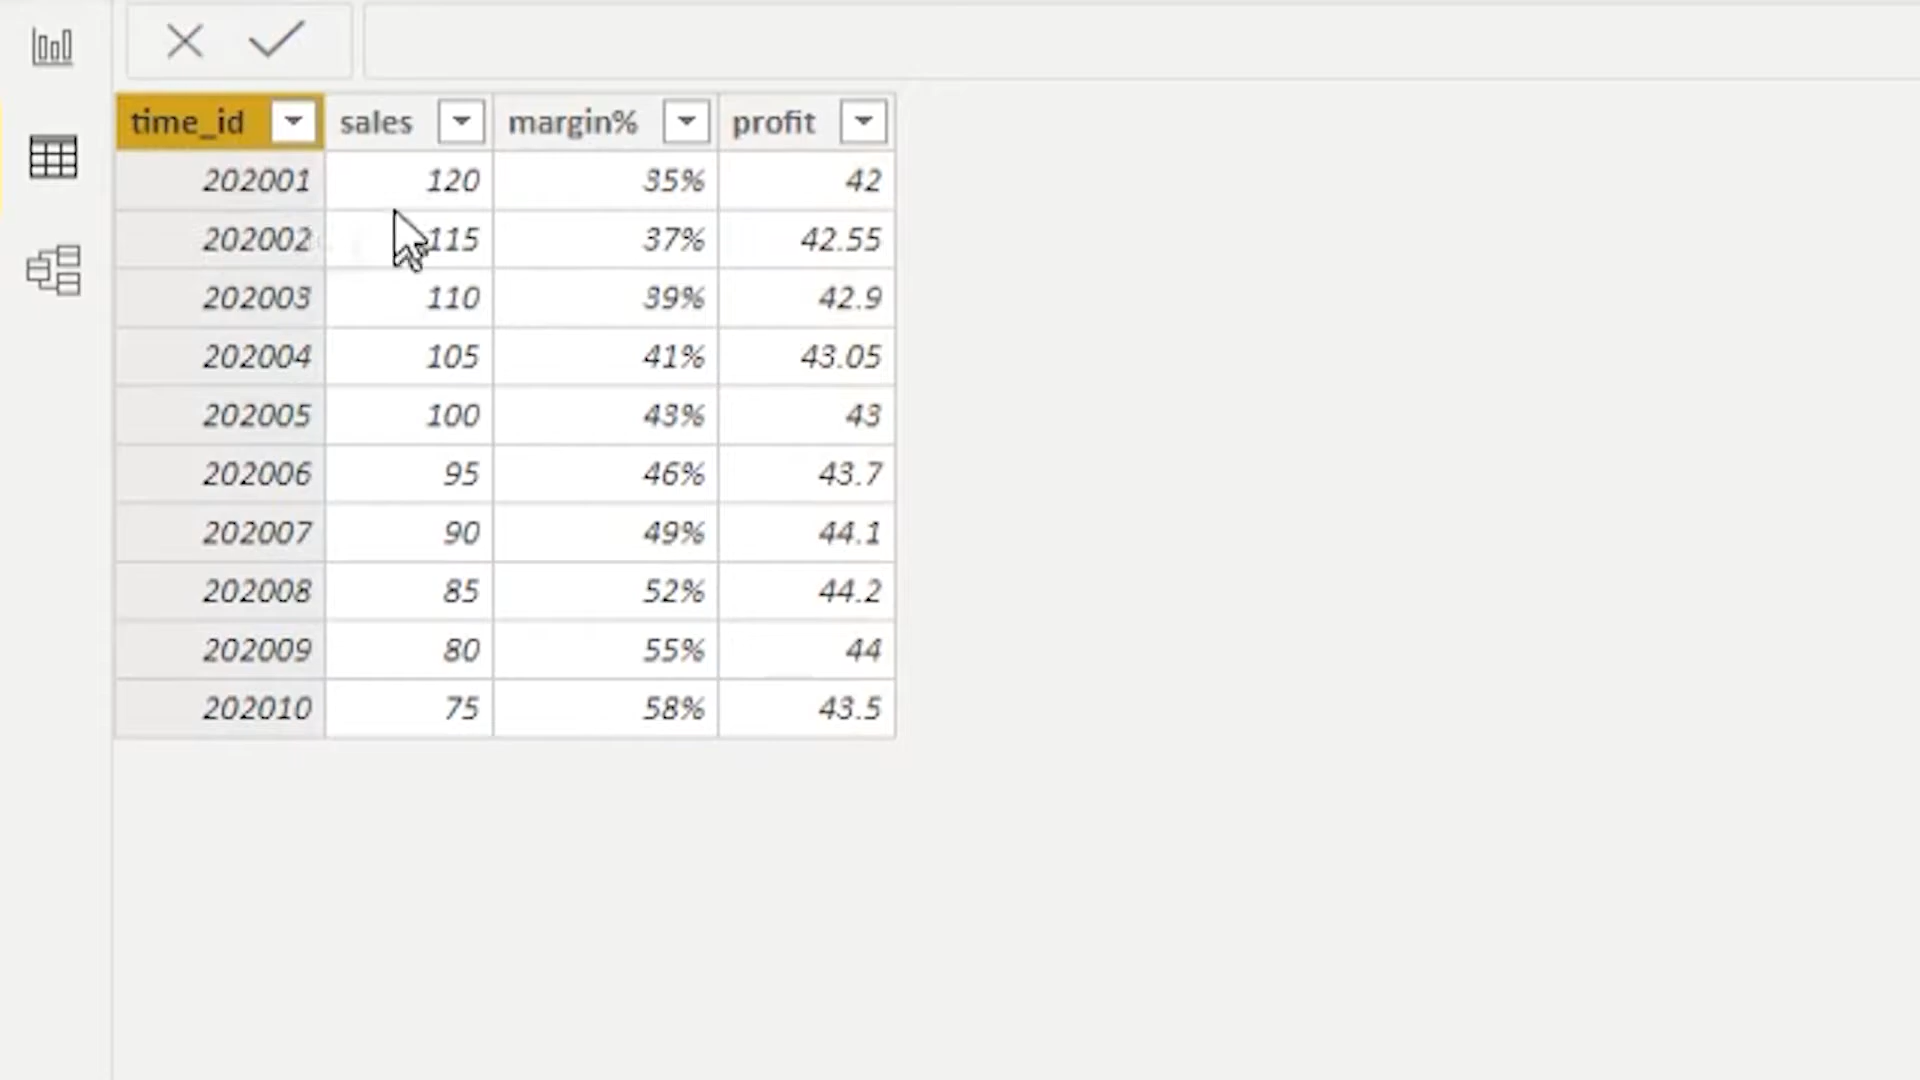 time_id sales margin% profit
202001 120 35% 42
202002 115 37% 42.55
202003 110 39% 42.9
202004 105 41% 43.05
202005 100 43% 43
202006 95 46% 43.7
202007 90 49% 44.1
202008 85 52% 44.2
202009 80 55% 44
202010 75 58% 43.5